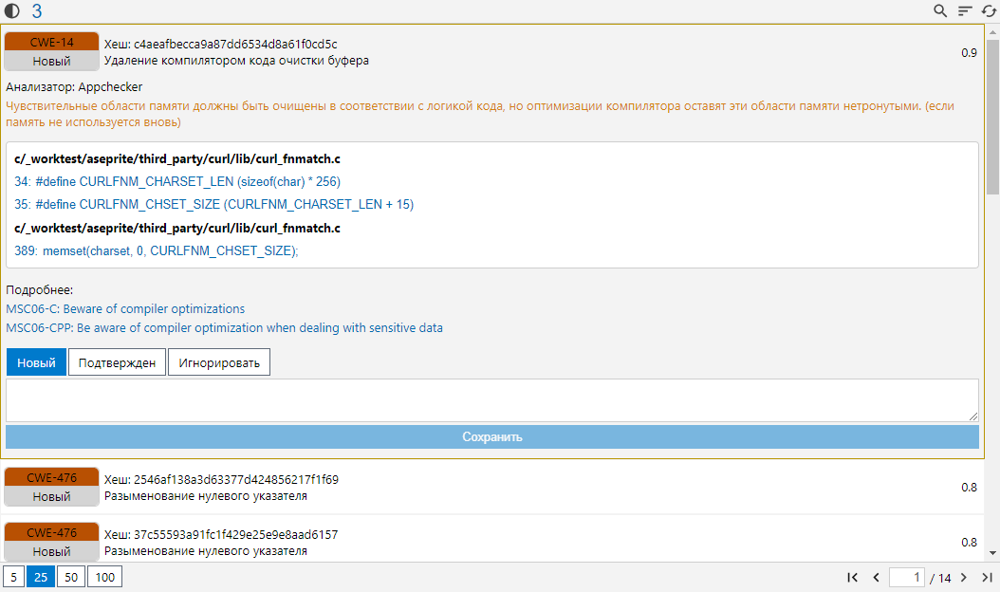 3
CWE-14
Новый
Хеш: c4aeafbecca9a87dd6534d8a61f0cd5c
Удаление компилятором кода очистки буфера
0.9
Анализатор: Appchecker
Чувствительные области памяти должны быть очищены в соответствии с логикой кода, но оптимизации компилятора оставят эти области памяти нетронутыми. (если
память не используется вновь)
c/_worktest/aseprite/third_party/curl/lib/curl_fnmatch.c
34: #define CURLFNM_CHARSET_LEN (sizeof(char) * 256)
35: #define CURLFNM_CHSET_SIZE (CURLFNM_CHARSET_LEN + 15)
c/_worktest/aseprite/third_party/curl/lib/curl_fnmatch.c
389: memset(charset, 0, CURLFNM_CHSET_SIZE);
Подробнее:
MSC06-C: Beware of compiler optimizations
MSC06-CPP: Be aware of compiler optimization when dealing with sensitive data
Новый Подтвержден Игнорировать
Сохранить
CWE-476
Новый
Хеш: 2546af138a3d63377d424856217f1f69
Разыменование нулевого указателя
0.8
CWE-476
Новый
Хеш: 37c55593a91fc1f429e25e9e8aad6157
Разыменование нулевого указателя
0.8
5 25 50 100
1 / 14